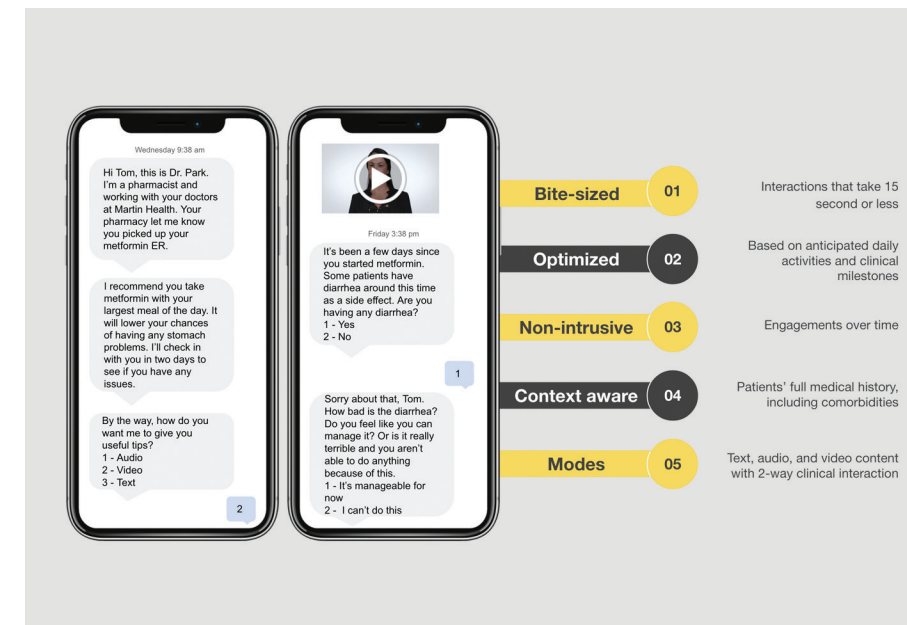 Wednesday 9:38 am
Hi Tom, this is Dr. Park.
I'm a pharmacist and
working with your doctors
at Martin Health. Your
pharmacy let me know
you picked up your
metformin ER.
I recommend you take
metformin with your
largest meal of the day. It
will lower your chances
of having any stomach
problems. I'll check in
with you in two days to
see if you have any
issues.
By the way, how do you
want me to give you
useful tips?
1 - Audio
2 - Video
3 - Text
2
Friday 3:38 pm
It's been a few days since
you started metformin.
Some patients have
diarrhea around this time
as a side effect. Are you
having any diarrhea?
1 - Yes
2 - No
1
Sorry about that, Tom.
How bad is the diarrhea?
Do you feel like you can
manage it? Or is it really
terrible and you aren't
able to do anything
because of this.
1 - It's manageable for
now
2 - I can't do this
Bite-sized 01
Interactions that take 15
second or less
Optimized 02
Based on anticipated daily
activities and clinical
milestones
Non-intrusive 03
Engagements over time
Context aware 04
Patients' full medical history,
including comorbidities
Modes 05
Text, audio, and video content
with 2-way clinical interaction